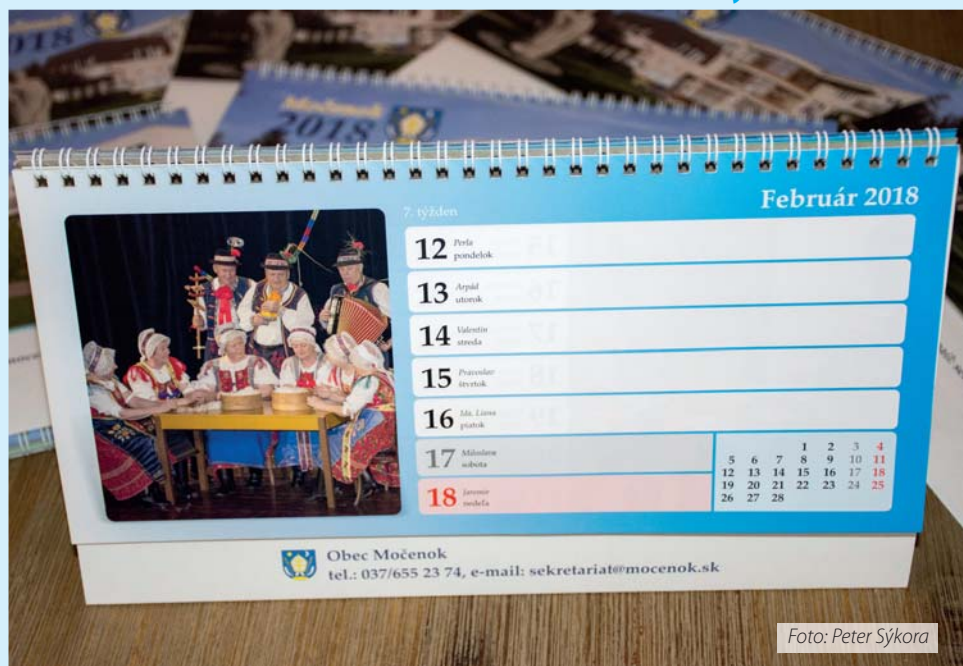 2018
Močenok
2018
Február 2018
7. týžden
12 Perla
pondelok
13 Arpád
utorok
14 Valentín
streda
15 Pravoslav
štvrtok
16 Ida, Liana
piatok
17 Miloslava
sobota
18 Jaromír
nedeľa
1 2 3 4
5 6 7 8 9 10 11
12 13 14 15 16 17 18
19 20 21 22 23 24 25
26 27 28
Obec Močenok
tel.: 037/655 23 74, e-mail: sekretariat@mocenok.sk
Foto: Peter Sýkora